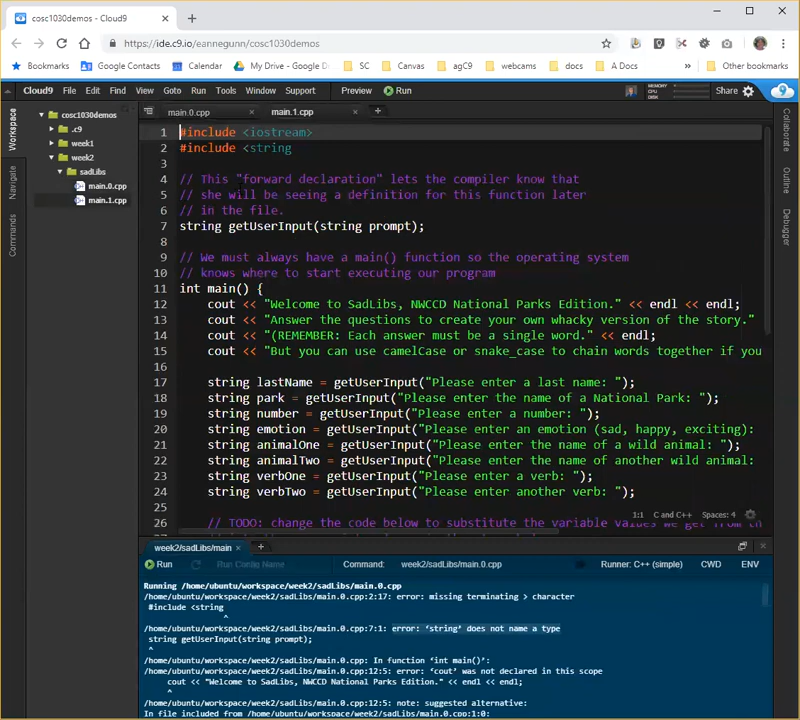 cosc1030demos - Cloud9
https://ide.c9.io/eannegunn/cosc1030demos
Bookmarks Google Contacts Calendar My Drive - Google D SC Canvas agC9 webcams docs A Docs » Other bookmarks
Cloud9 File Edit Find View Goto Run Tools Window Support Preview Run MEMORY CPU DISK Share
Workspace
Navigate
Commands
cosc1030demos
.c9
week1
week2
sadLibs
main.0.cpp
main.1.cpp
main.0.cpp main.1.cpp
1 #include <iostream>
2 #include <string
3
4 // This "forward declaration" lets the compiler know that
5 // she will be seeing a definition for this function later
6 // in the file.
7 string getUserInput(string prompt);
8
9 // We must always have a main() function so the operating system
10 // knows where to start executing our program
11 int main() {
12 cout << "Welcome to SadLibs, NWCCD National Parks Edition." << endl << endl;
13 cout << "Answer the questions to create your own whacky version of the story."
14 cout << "(REMEMBER: Each answer must be a single word." << endl;
15 cout << "But you can use camelCase or snake_case to chain words together if you
16
17 string lastName = getUserInput("Please enter a last name: ");
18 string park = getUserInput("Please enter the name of a National Park: ");
19 string number = getUserInput("Please enter a number: ");
20 string emotion = getUserInput("Please enter an emotion (sad, happy, exciting):
21 string animalOne = getUserInput("Please enter the name of a wild animal: ");
22 string animalTwo = getUserInput("Please enter the name of another wild animal:
23 string verbOne = getUserInput("Please enter a verb: ");
24 string verbTwo = getUserInput("Please enter another verb: ");
25
26 // TODO: change the code below to substitute the variable values we get from th
1:1 C and C++ Spaces: 4
Collaborate
Outline
Debugger
week2/sadLibs/main
Run Run Config Name Command: week2/sadLibs/main.0.cpp Runner: C++ (simple) CWD ENV
Running /home/ubuntu/workspace/week2/sadLibs/main.0.cpp
/home/ubuntu/workspace/week2/sadLibs/main.0.cpp:2:17: error: missing terminating > character
#include <string
^
/home/ubuntu/workspace/week2/sadLibs/main.0.cpp:7:1: error: ‘string’ does not name a type
string getUserInput(string prompt);
^
/home/ubuntu/workspace/week2/sadLibs/main.0.cpp: In function ‘int main()’:
/home/ubuntu/workspace/week2/sadLibs/main.0.cpp:12:5: error: ‘cout’ was not declared in this scope
cout << "Welcome to SadLibs, NWCCD National Parks Edition." << endl << endl;
^
/home/ubuntu/workspace/week2/sadLibs/main.0.cpp:12:5: note: suggested alternative:
In file included from /home/ubuntu/workspace/week2/sadLibs/main.0.cpp:1:0: